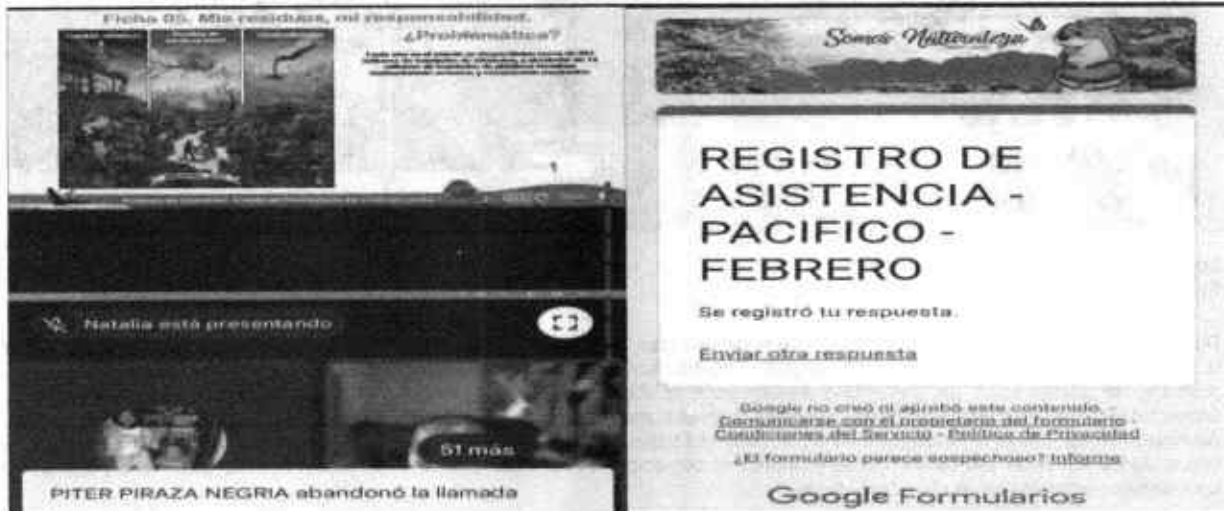 Ficha 05. Mis residuos, mi responsabilidad.
¿Problemática?
Natalia está presentando
51 más
PITER PIRAZA NEGRIA abandonó la llamada
Somos Naturaleza
REGISTRO DE
ASISTENCIA -
PACIFICO -
FEBRERO
Se registró tu respuesta.
Enviar otra respuesta
Google no creó ni aprobó este contenido. -
Comunicarse con el propietario del formulario -
Condiciones del Servicio - Política de Privacidad
¿El formulario parece sospechoso? Informe
Google Formularios